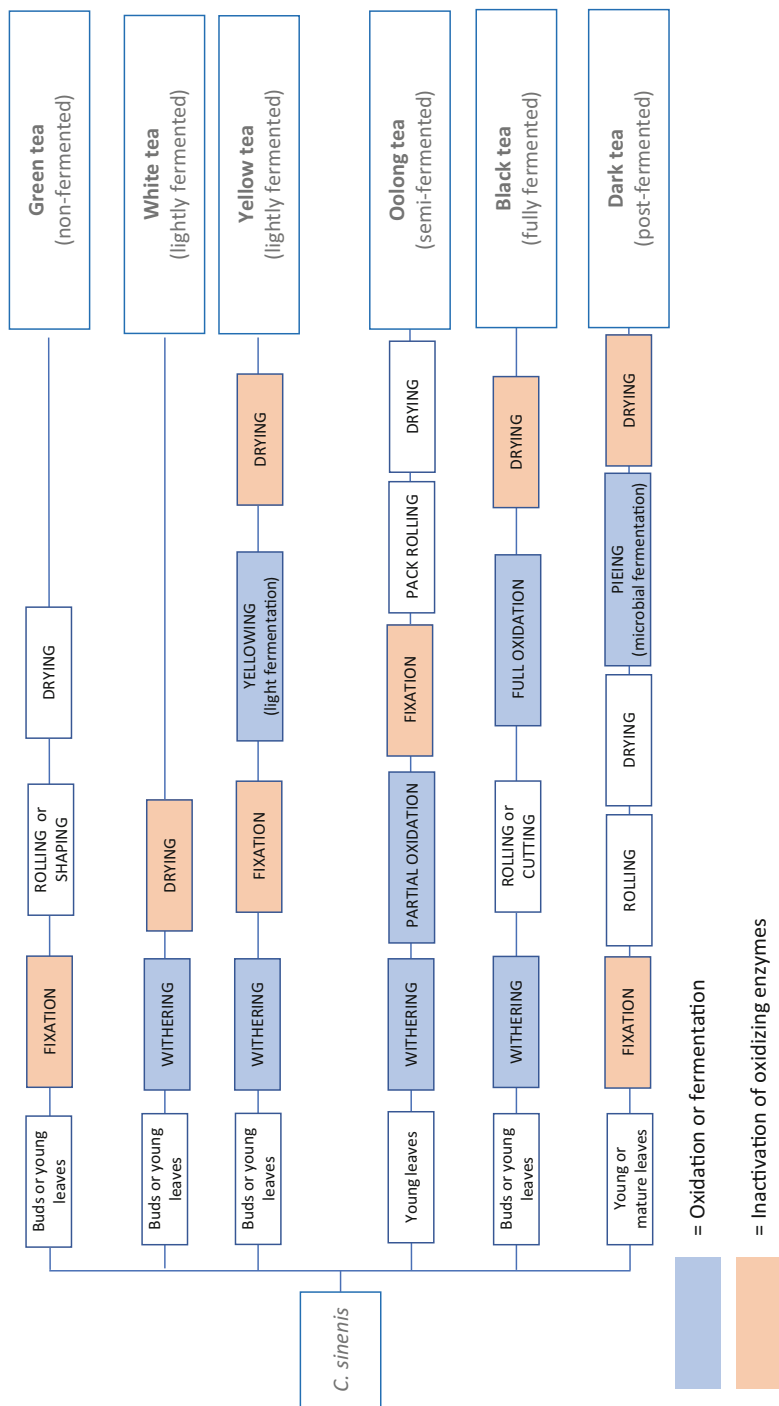 C. sinenis
Buds or young
leaves
FIXATION
ROLLING or
SHAPING
DRYING
Green tea
(non-fermented)
Buds or young
leaves
WITHERING
DRYING
White tea
(lightly fermented)
Buds or young
leaves
WITHERING
FIXATION
YELLOWING
(light fermentation)
DRYING
Yellow tea
(lightly fermented)
Young leaves
WITHERING
PARTIAL OXIDATION
FIXATION
PACK ROLLING
DRYING
Oolong tea
(semi-fermented)
Buds or young
leaves
WITHERING
ROLLING or
CUTTING
FULL OXIDATION
DRYING
Black tea
(fully fermented)
Young or
mature leaves
FIXATION
ROLLING
DRYING
PIEING
(microbial fermentation)
DRYING
Dark tea
(post-fermented)
= Oxidation or fermentation
= Inactivation of oxidizing enzymes